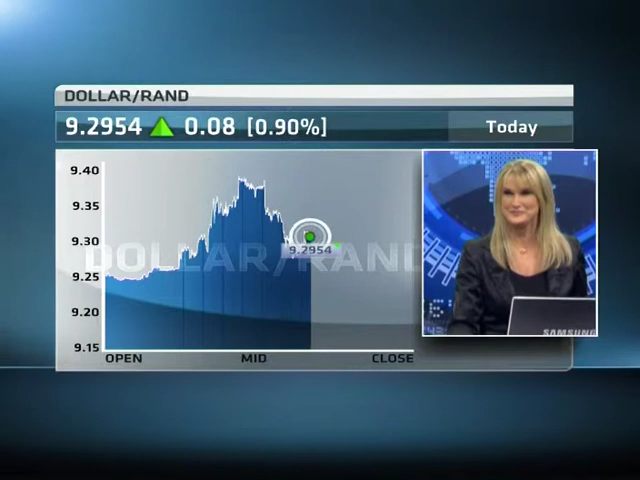 DOLLAR/RAND
9.2954 0.08 [0.90%]
Today
9.40
9.35
9.30
9.25
9.20
9.15
DOLLAR/RAND
9.2954
OPEN MID CLOSE
SAMSUNG